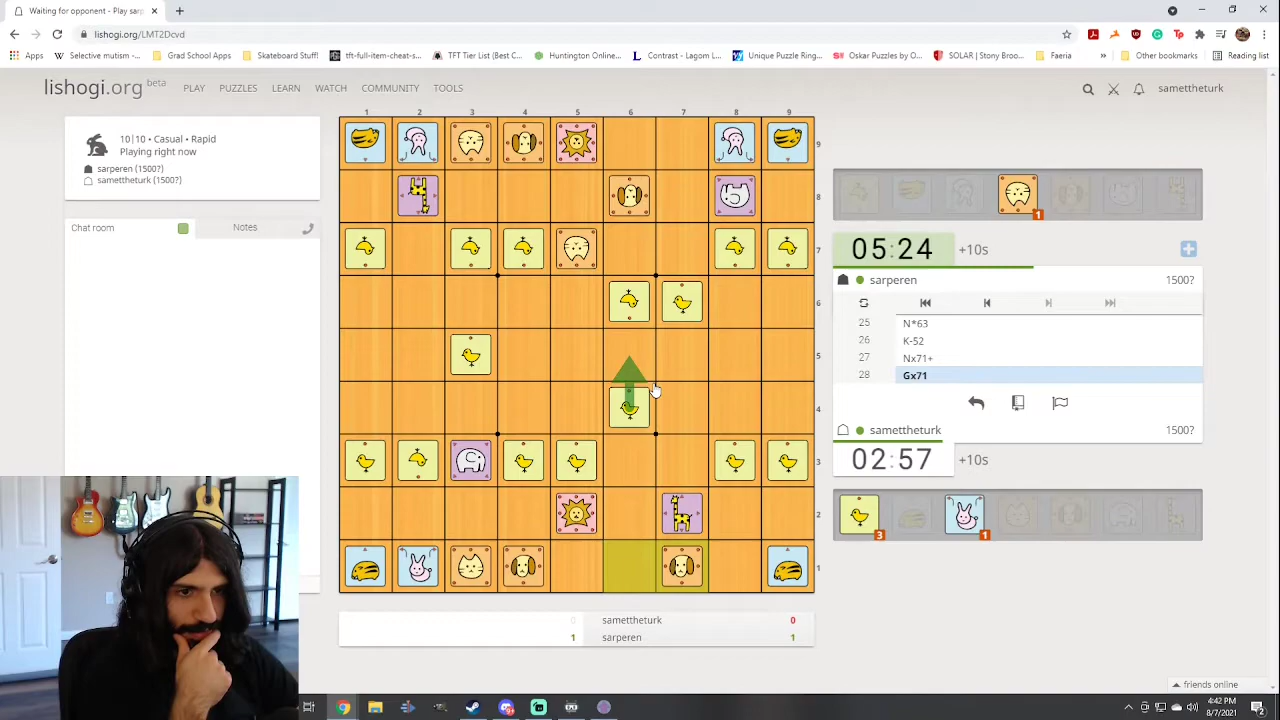 Waiting for opponent - Play sarp
lishogi.org/LMT2Dcvd
Apps
Selective mutism -...
Grad School Apps
Skateboard Stuff!
tft-full-item-cheat-s...
TFT Tier List (Best C...
Huntington Online...
Contrast - Lagom L...
Unique Puzzle Ring...
Oskar Puzzles by O...
SOLAR | Stony Broo...
Faeria
Other bookmarks
Reading list
lishogi.org beta
PLAY
PUZZLES
LEARN
WATCH
COMMUNITY
TOOLS
samettheturk
10|10 • Casual • Rapid
Playing right now
sarperen (1500?)
samettheturk (1500?)
Chat room
Notes
1 2 3 4 5 6 7 8 9
9
8
7
6
5
4
3
2
1
1
05:24 +10s
sarperen 1500?
25 N*63
26 K-52
27 Nx71+
28 Gx71
samettheturk 1500?
02:57 +10s
3 1
0 samettheturk 0
1 sarperen 1
friends online
4:42 PM
8/7/2021
2